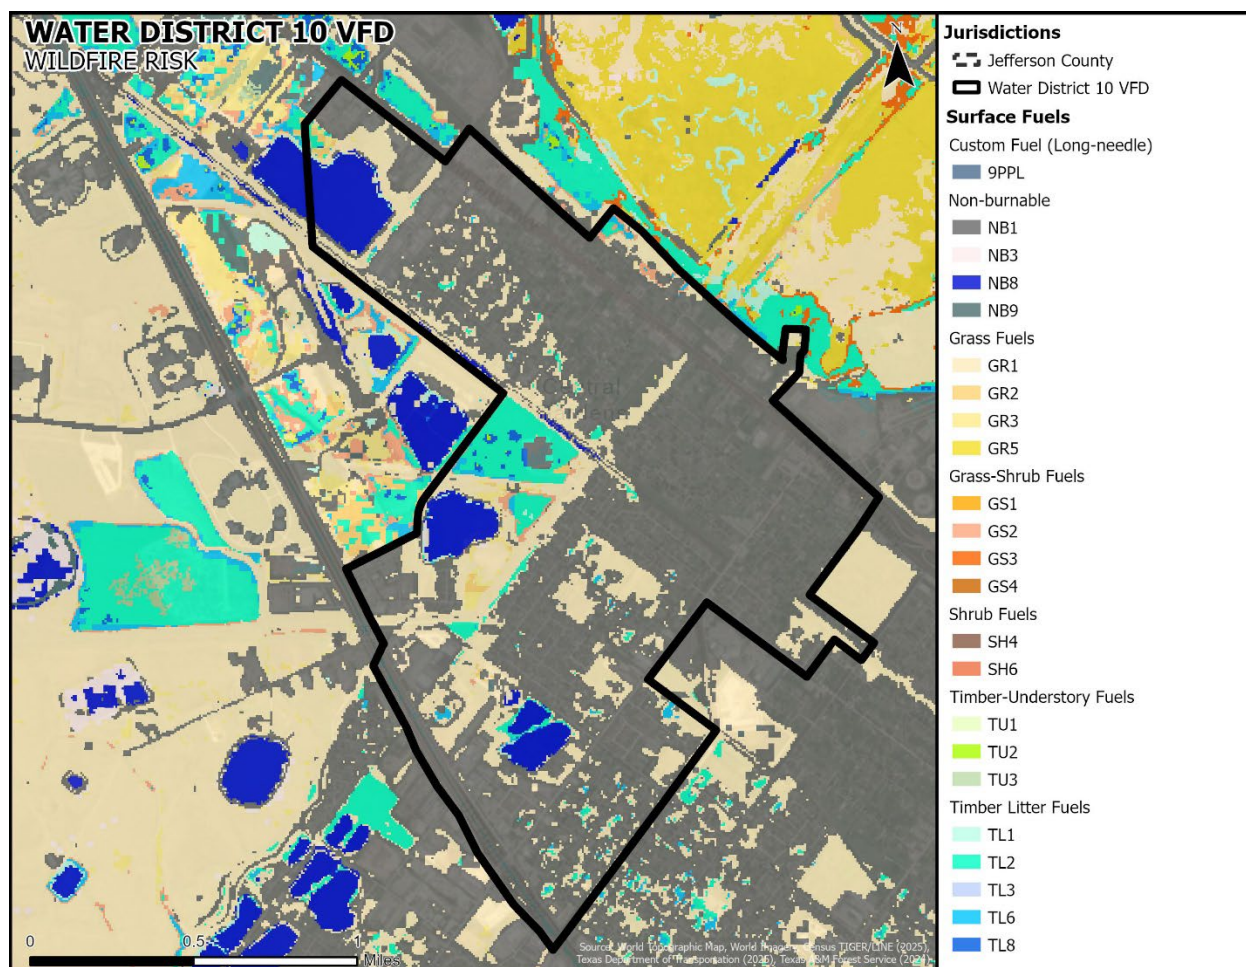 WATER DISTRICT 10 VFD
WILDFIRE RISK
N
Jurisdictions
Jefferson County
Water District 10 VFD
Surface Fuels
Custom Fuel (Long-needle)
9PPL
Non-burnable
NB1
NB3
NB8
NB9
Grass Fuels
GR1
GR2
GR3
GR5
Grass-Shrub Fuels
GS1
GS2
GS3
GS4
Shrub Fuels
SH4
SH6
Timber-Understory Fuels
TU1
TU2
TU3
Timber Litter Fuels
TL1
TL2
TL3
TL6
TL8
Central
0 0.5 1
Miles
Source: World Topographic Map, World Imagery, Census TIGER/LINE (2025),
Texas Department of Transportation (2025), Texas A&M Forest Service (2024)